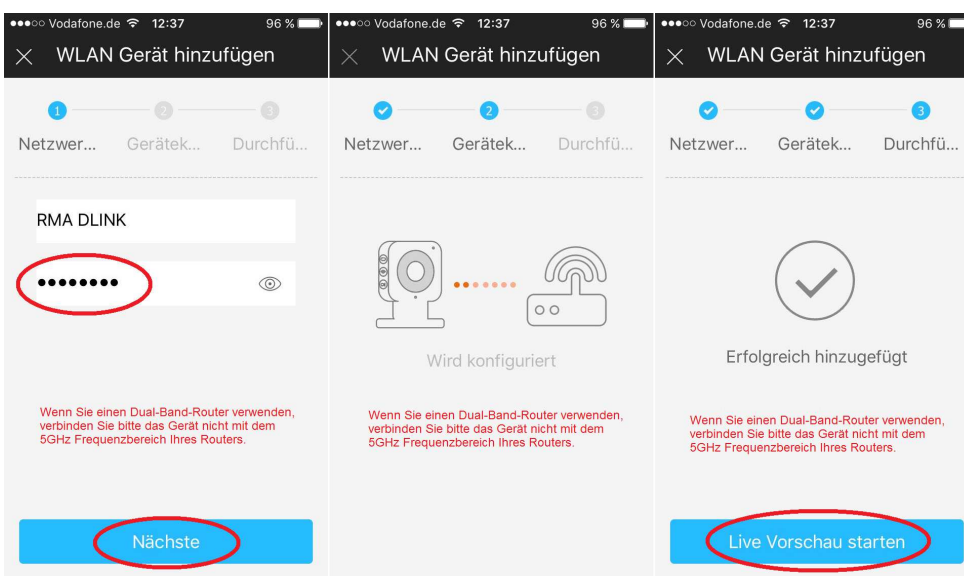 Vodafone.de 12:37 96 %
WLAN Gerät hinzufügen
1 2 3
Netzwer... Gerätek... Durchfü...
RMA DLINK
••••••••
Wenn Sie einen Dual-Band-Router verwenden,
verbinden Sie bitte das Gerät nicht mit dem
5GHz Frequenzbereich Ihres Routers.
Nächste
Vodafone.de 12:37 96 %
WLAN Gerät hinzufügen
2 3
Netzwer... Gerätek... Durchfü...
Wird konfiguriert
Wenn Sie einen Dual-Band-Router verwenden,
verbinden Sie bitte das Gerät nicht mit dem
5GHz Frequenzbereich Ihres Routers.
Vodafone.de 12:37 96 %
WLAN Gerät hinzufügen
3
Netzwer... Gerätek... Durchfü...
Erfolgreich hinzugefügt
Wenn Sie einen Dual-Band-Router verwenden,
verbinden Sie bitte das Gerät nicht mit dem
5GHz Frequenzbereich Ihres Routers.
Live Vorschau starten